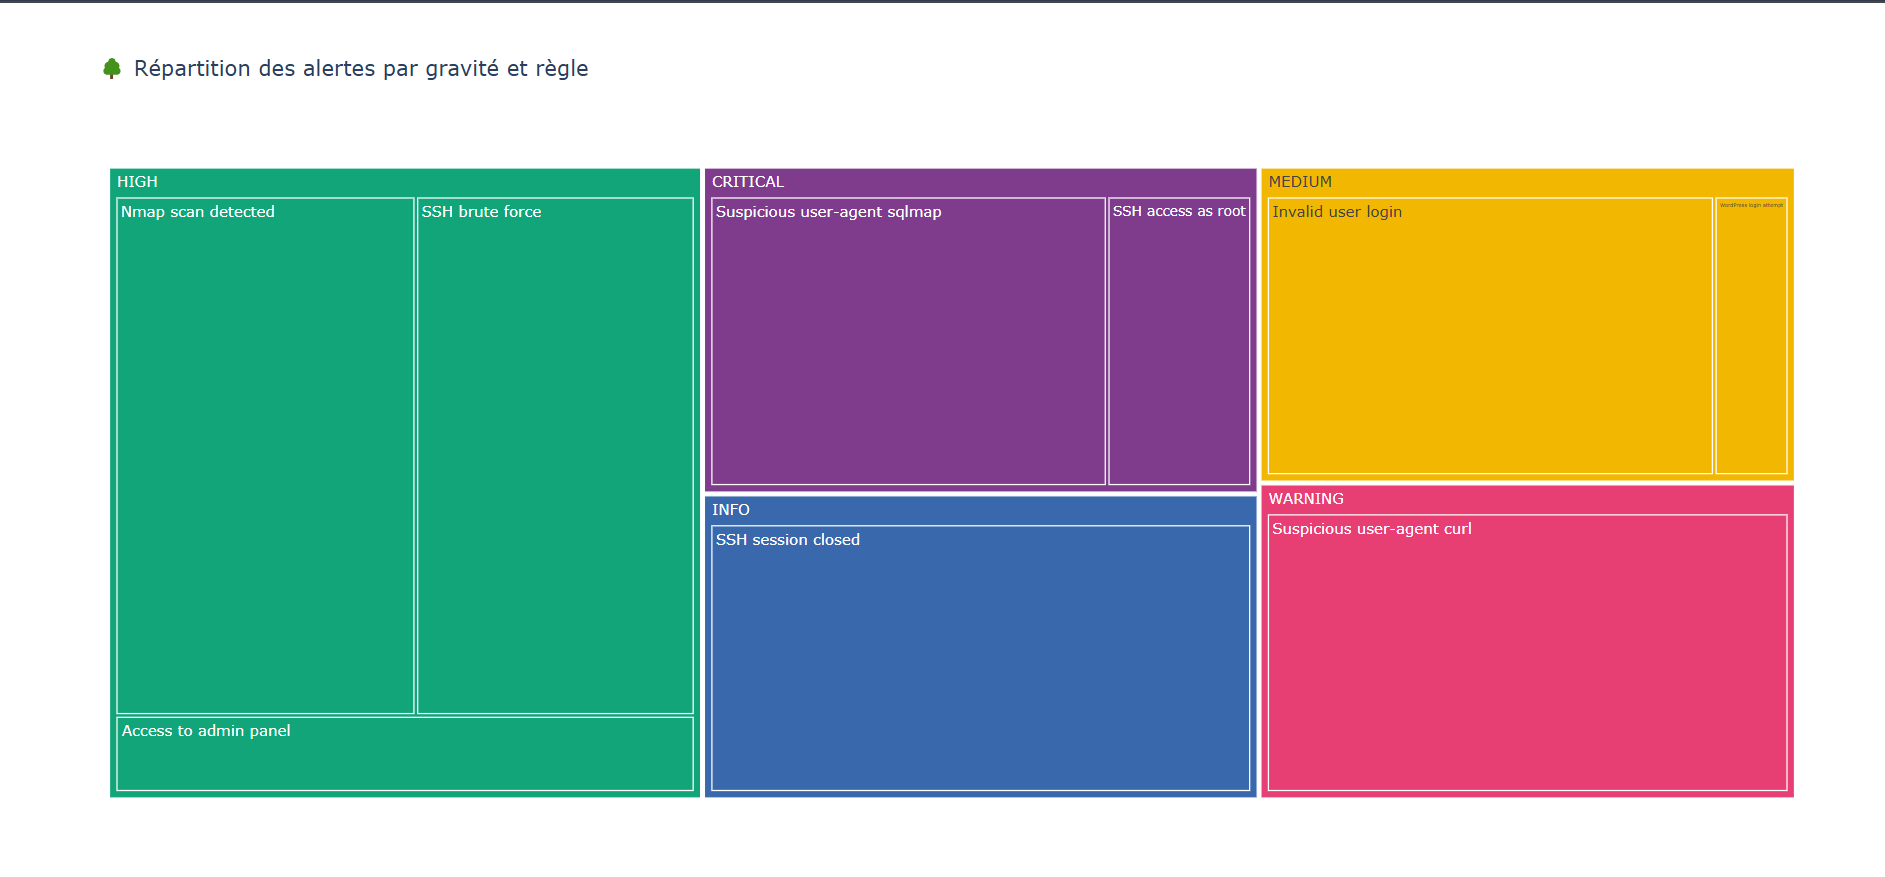 🌳 Répartition des alertes par gravité et règle
HIGH
Nmap scan detected
SSH brute force
Access to admin panel
CRITICAL
Suspicious user-agent sqlmap
SSH access as root
INFO
SSH session closed
MEDIUM
Invalid user login
WordPress login attempt
WARNING
Suspicious user-agent curl